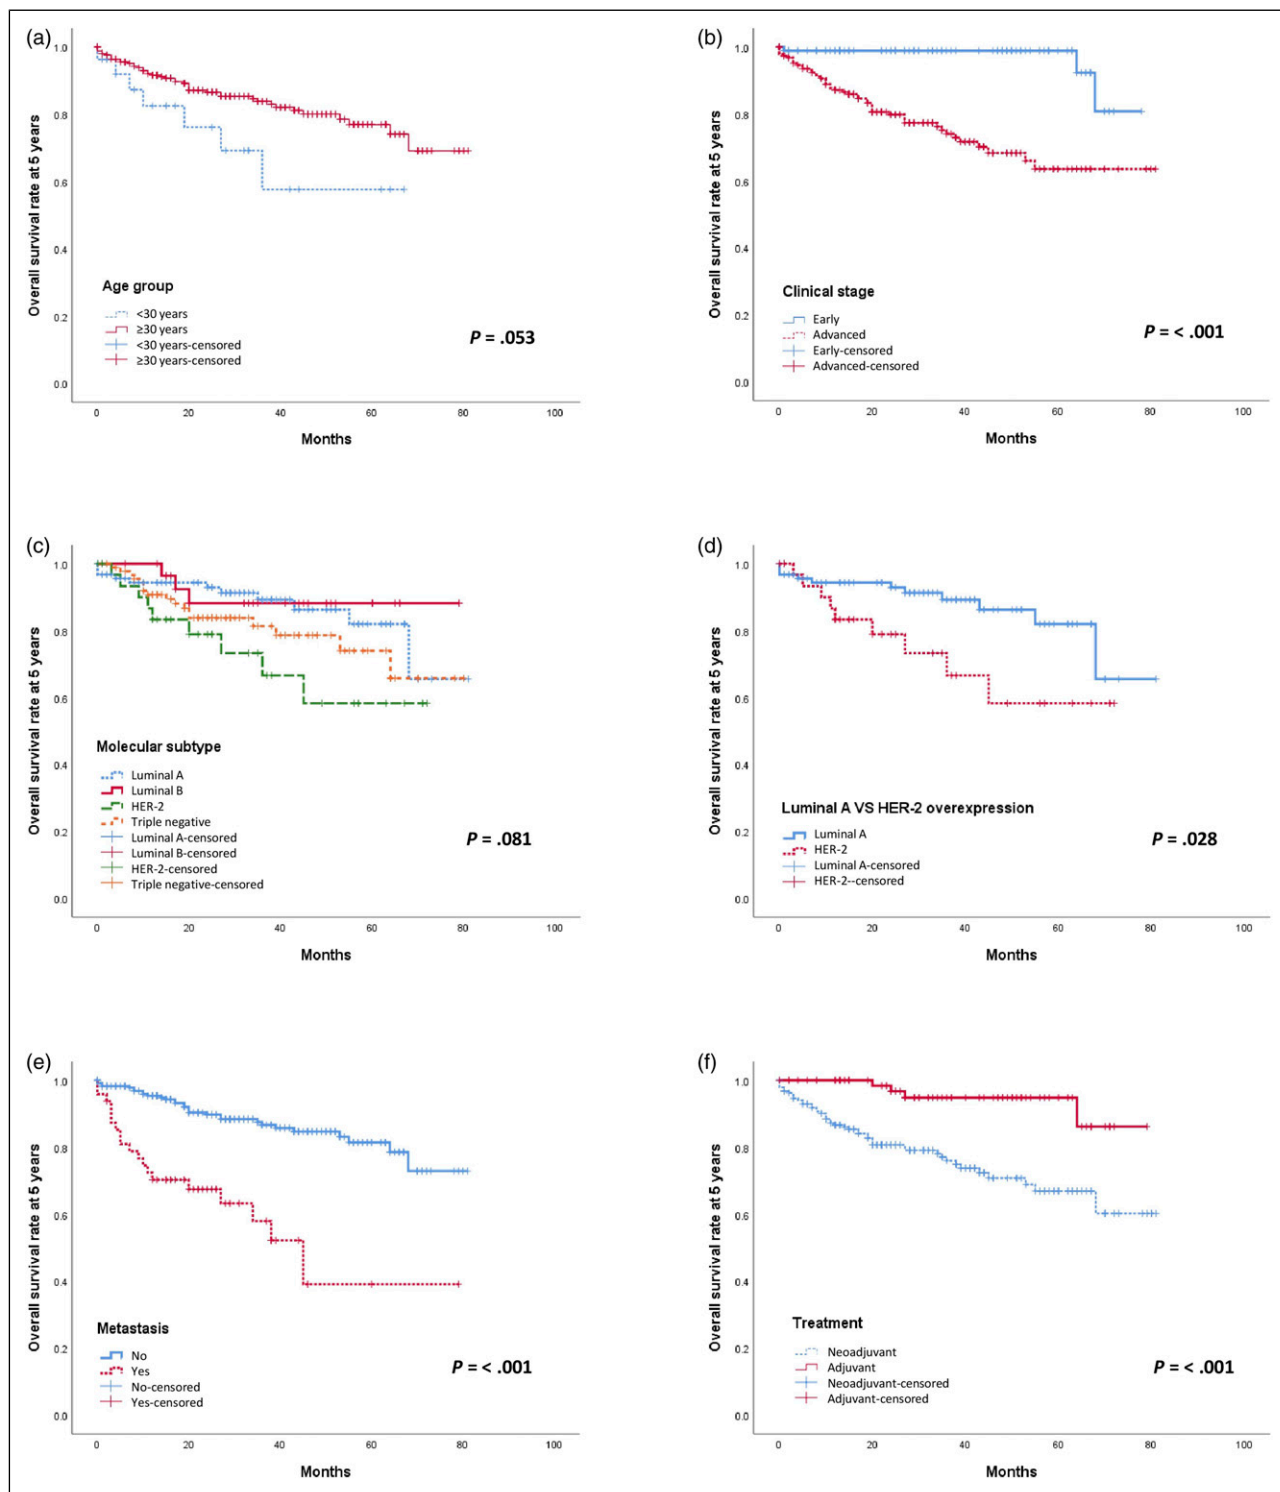 (a)
Overall survival rate at 5 years
1.0
0.8
0.6
0.4
0.2
0.0
Age group
<30 years
≥30 years
<30 years-censored
≥30 years-censored
P = .053
0 20 40 60 80 100
Months
(b)
Overall survival rate at 5 years
1.0
0.8
0.6
0.4
0.2
0.0
Clinical stage
Early
Advanced
Early-censored
Advanced-censored
P = < .001
0 20 40 60 80 100
Months
(c)
Overall survival rate at 5 years
1.0
0.8
0.6
0.4
0.2
0.0
Molecular subtype
Luminal A
Luminal B
HER-2
Triple negative
Luminal A-censored
Luminal B-censored
HER-2-censored
Triple negative-censored
P = .081
0 20 40 60 80 100
Months
(d)
Overall survival rate at 5 years
1.0
0.8
0.6
0.4
0.2
0.0
Luminal A VS HER-2 overexpression
Luminal A
HER-2
Luminal A-censored
HER-2--censored
P = .028
0 20 40 60 80 100
Months
(e)
Overall survival rate at 5 years
1.0
0.8
0.6
0.4
0.2
0.0
Metastasis
No
Yes
No-censored
Yes-censored
P = < .001
0 20 40 60 80 100
Months
(f)
Overall survival rate at 5 years
1.0
0.8
0.6
0.4
0.2
0.0
Treatment
Neoadjuvant
Adjuvant
Neoadjuvant-censored
Adjuvant-censored
P = < .001
0 20 40 60 80 100
Months